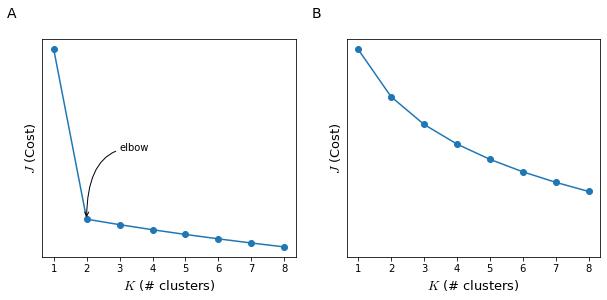 A
B
J (Cost)
elbow
1 2 3 4 5 6 7 8
K (# clusters)
J (Cost)
1 2 3 4 5 6 7 8
K (# clusters)